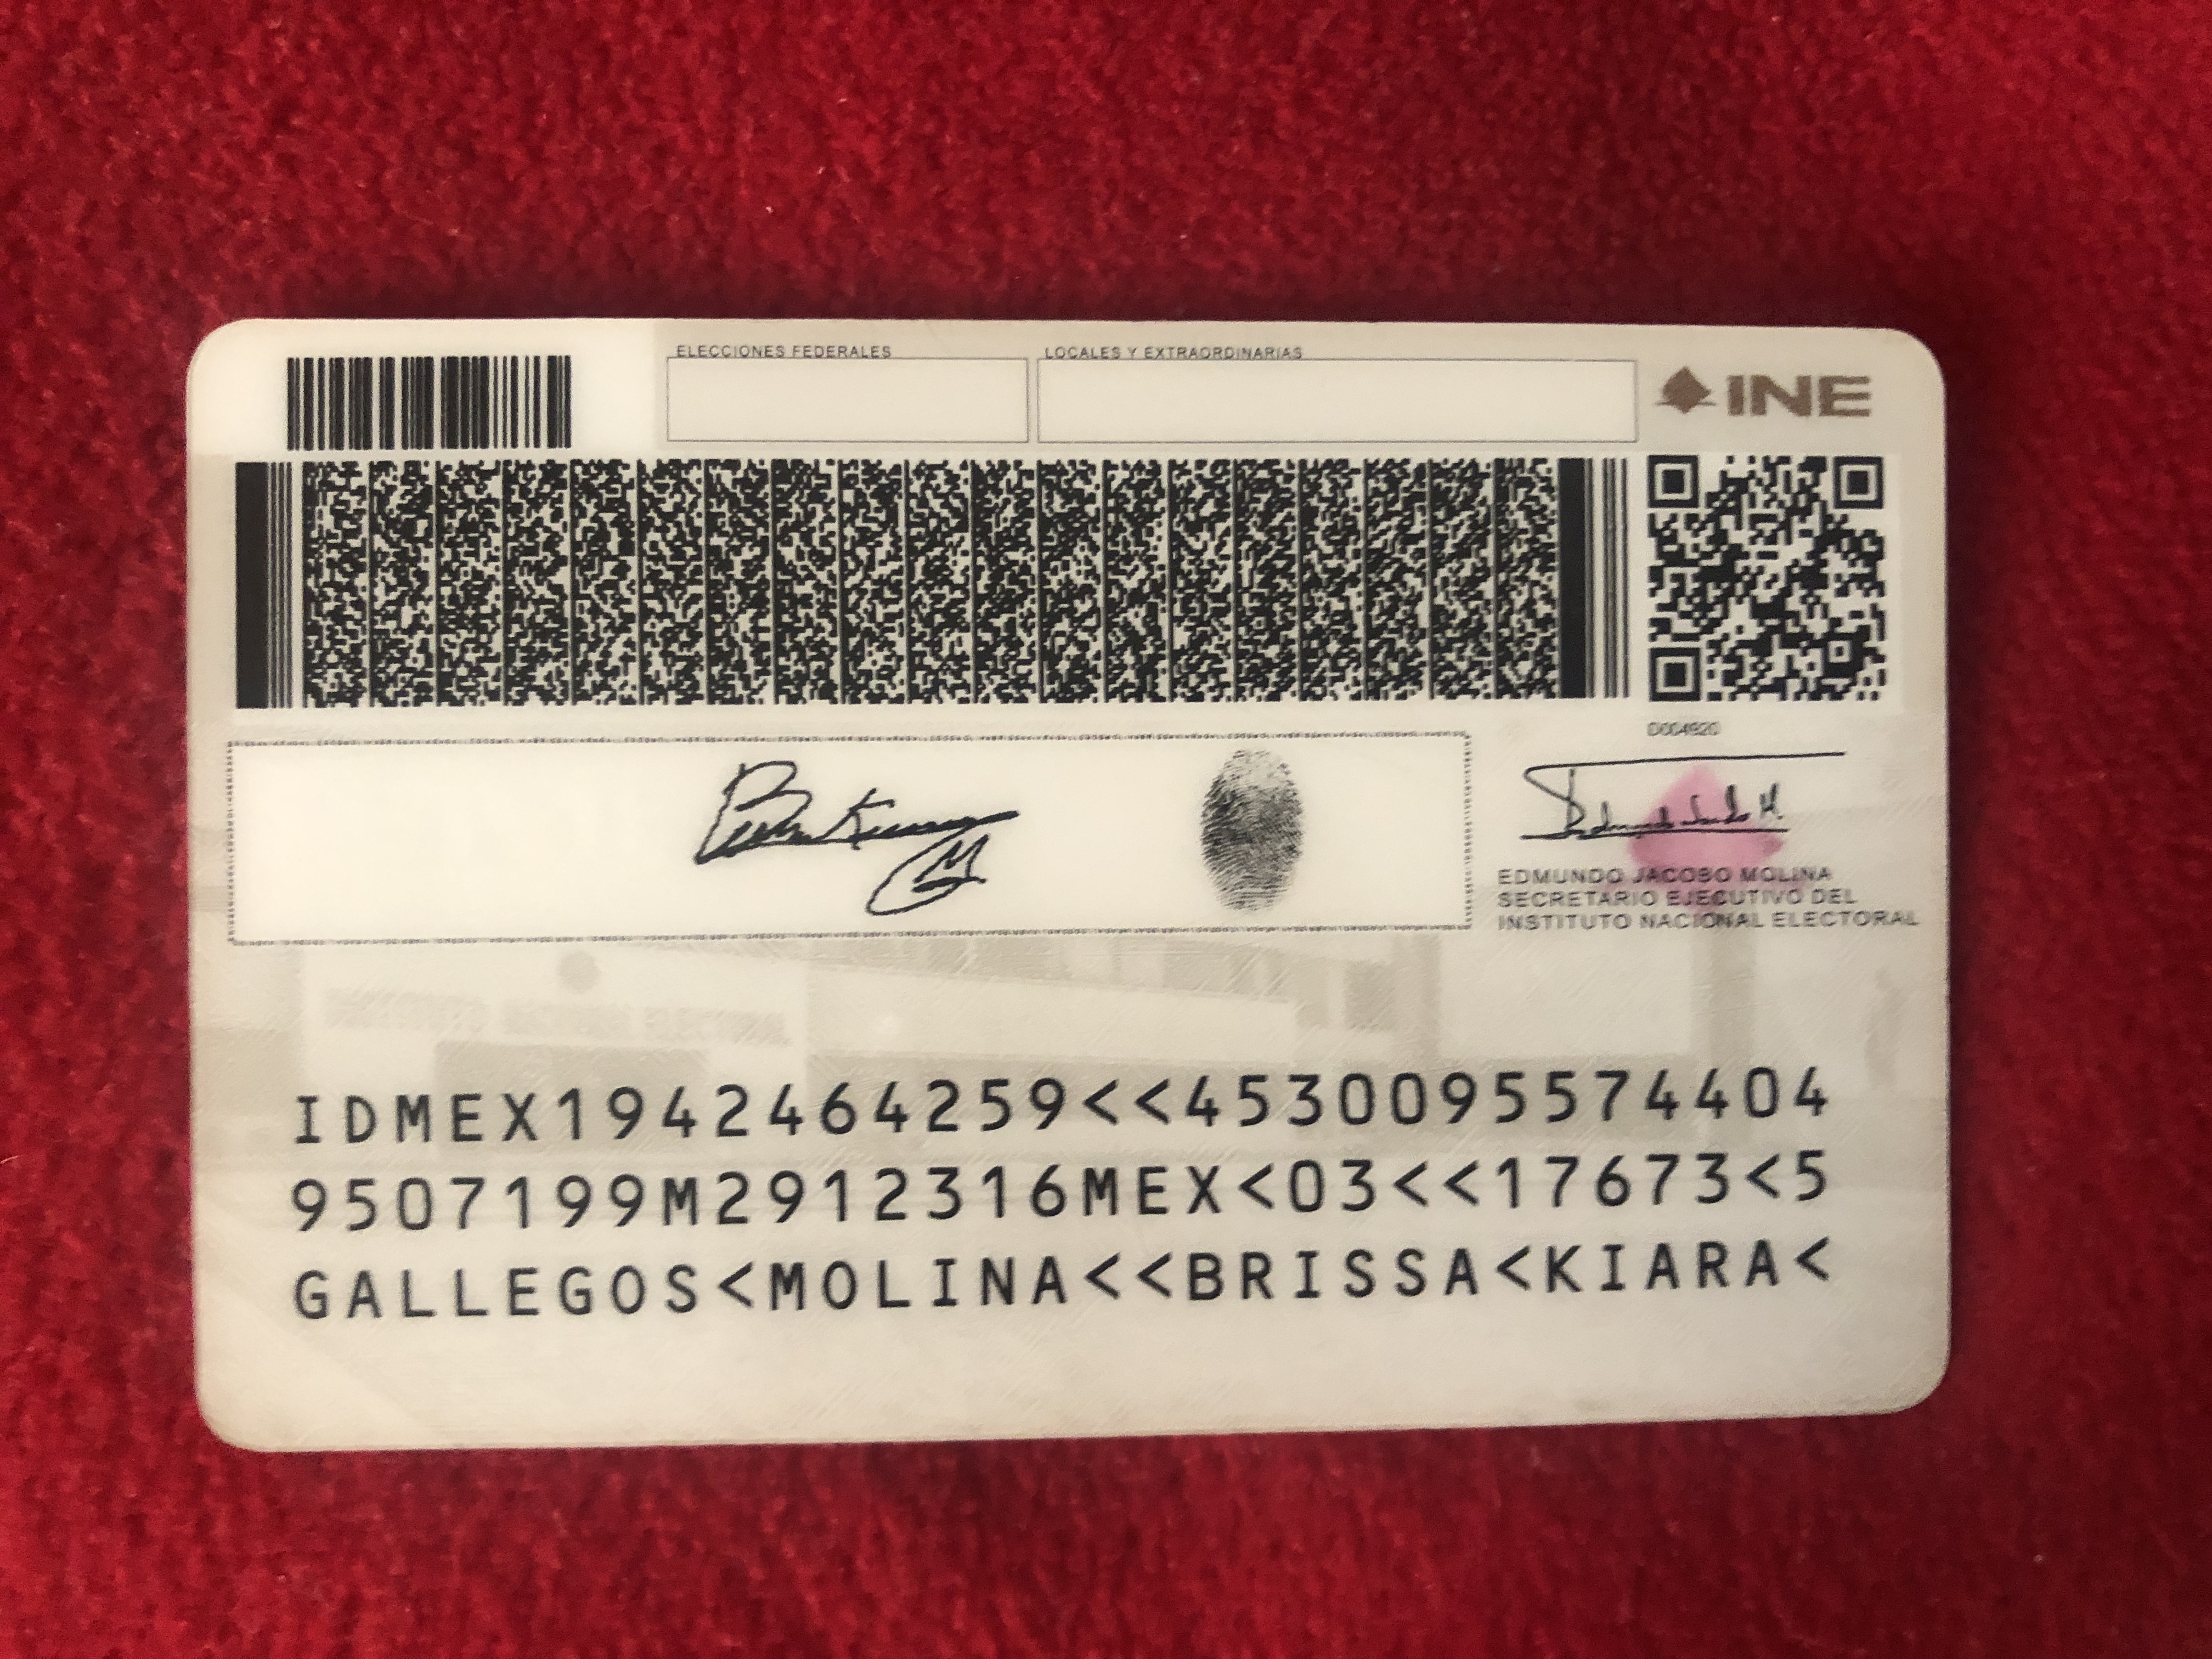 ELECCIONES FEDERALES
LOCALES Y EXTRAORDINARIAS
INE
D004920
EDMUNDO JACOBO MOLINA
SECRETARIO EJECUTIVO DEL
INSTITUTO NACIONAL ELECTORAL
IDMEX1942464259<<4530095574404
9507199M2912316MEX<03<<17673<5
GALLEGOS<MOLINA<<BRISSA<KIARA<